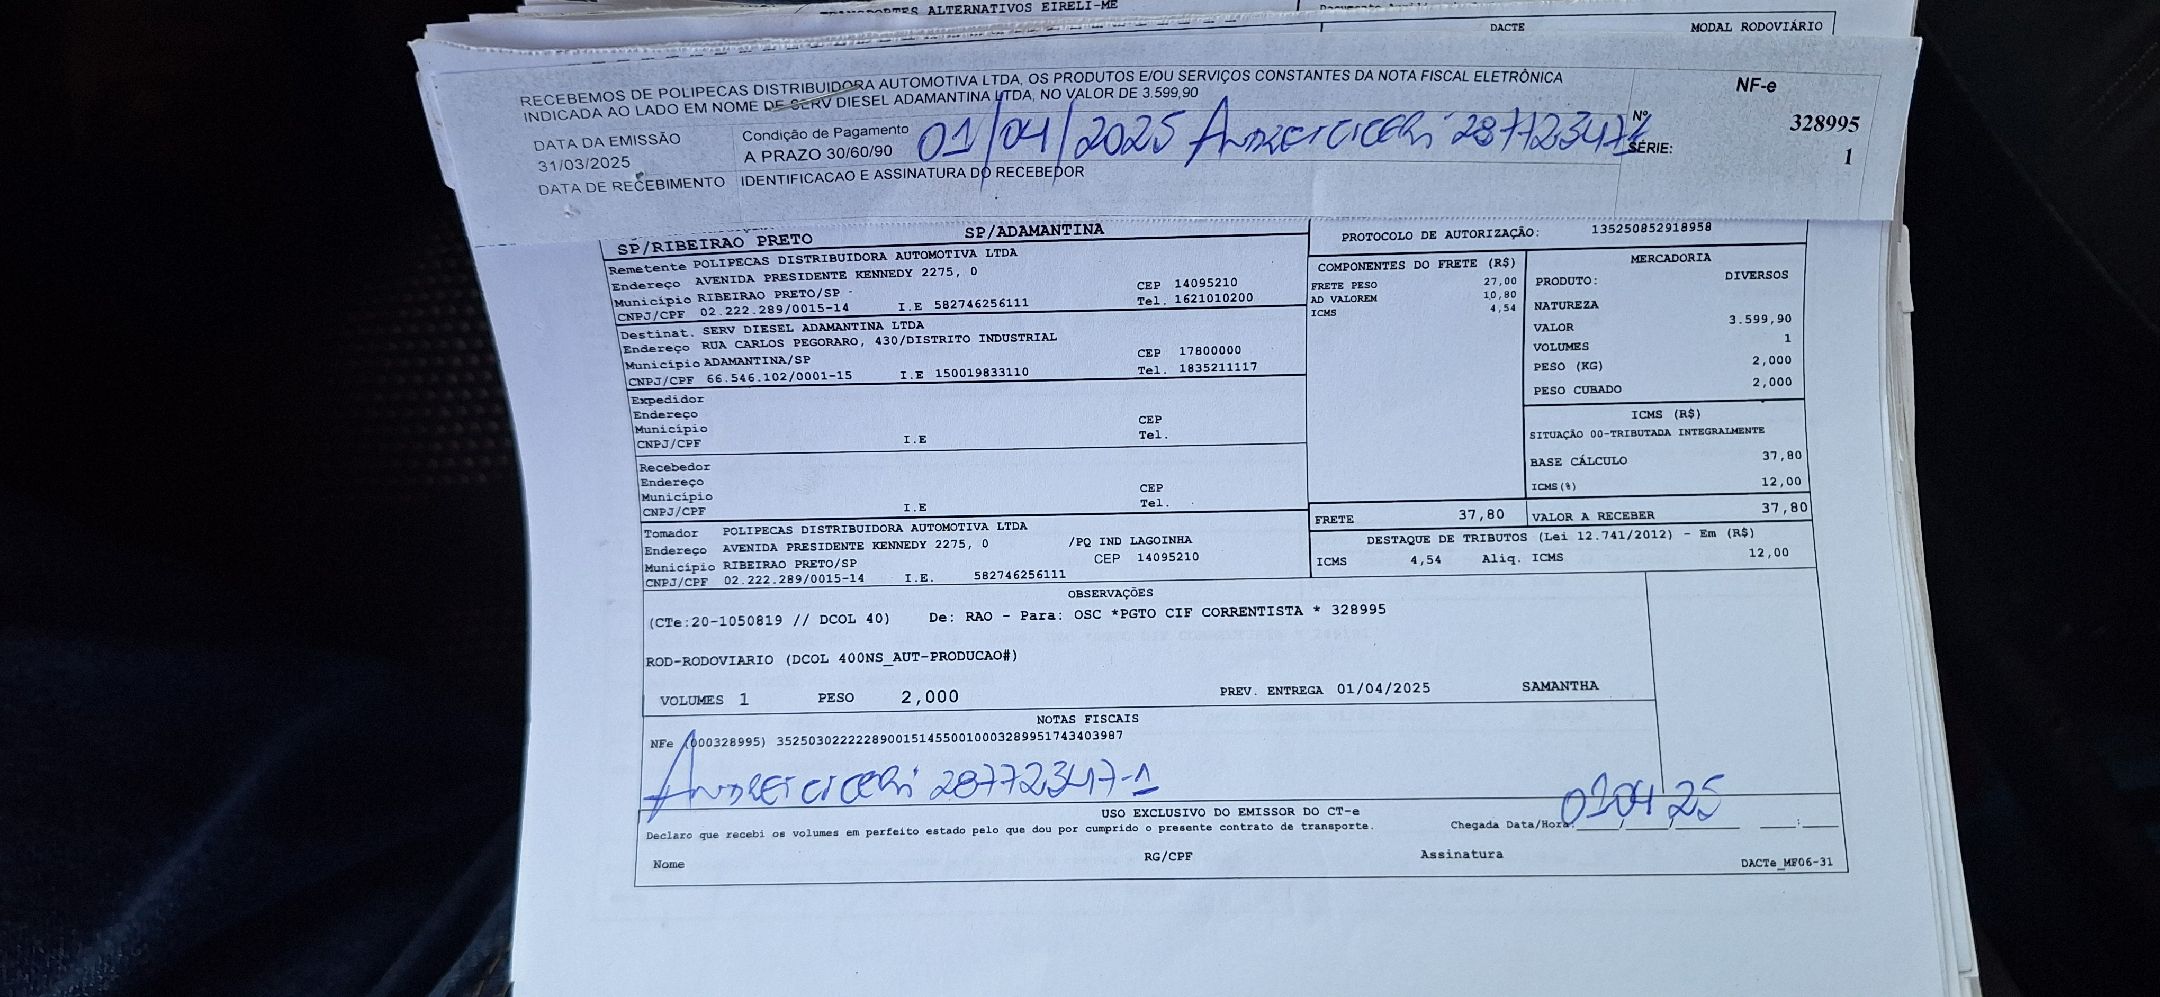 TRANSPORTES ALTERNATIVOS EIRELI-ME
DACTE MODAL RODOVIÁRIO
RECEBEMOS DE POLIPECAS DISTRIBUIDORA AUTOMOTIVA LTDA, OS PRODUTOS E/OU SERVIÇOS CONSTANTES DA NOTA FISCAL ELETRÔNICA
INDICADA AO LADO EM NOME DE SERV DIESEL ADAMANTINA LTDA, NO VALOR DE 3.599,90
NF-e
Nº 328995
SÉRIE: 1
DATA DA EMISSÃO
31/03/2025
Condição de Pagamento
A PRAZO 30/60/90
01/04/2025
DATA DE RECEBIMENTO IDENTIFICACAO E ASSINATURA DO RECEBEDOR
SP/RIBEIRAO PRETO SP/ADAMANTINA
PROTOCOLO DE AUTORIZAÇÃO: 135250852918958
Remetente POLIPECAS DISTRIBUIDORA AUTOMOTIVA LTDA
Endereço AVENIDA PRESIDENTE KENNEDY 2275, 0
Município RIBEIRAO PRETO/SP CEP 14095210
CNPJ/CPF 02.222.289/0015-14 I.E 582746256111 Tel. 1621010200
Destinat. SERV DIESEL ADAMANTINA LTDA
Endereço RUA CARLOS PEGORARO, 430/DISTRITO INDUSTRIAL
Município ADAMANTINA/SP CEP 17800000
CNPJ/CPF 66.546.102/0001-15 I.E 150019833110 Tel. 1835211117
Expedidor
Endereço
Município CEP
CNPJ/CPF I.E Tel.
Recebedor
Endereço
Município CEP
CNPJ/CPF I.E Tel.
Tomador POLIPECAS DISTRIBUIDORA AUTOMOTIVA LTDA
Endereço AVENIDA PRESIDENTE KENNEDY 2275, 0 /PQ IND LAGOINHA
Município RIBEIRAO PRETO/SP CEP 14095210
CNPJ/CPF 02.222.289/0015-14 I.E. 582746256111
COMPONENTES DO FRETE (R$)
FRETE PESO 27,00
AD VALOREM 10,80
ICMS 4,54
FRETE 37,80
MERCADORIA
PRODUTO: DIVERSOS
NATUREZA
VALOR 3.599,90
VOLUMES 1
PESO (KG) 2,000
PESO CUBADO 2,000
ICMS (R$)
SITUAÇÃO 00-TRIBUTADA INTEGRALMENTE
BASE CÁLCULO 37,80
ICMS(%) 12,00
VALOR A RECEBER 37,80
DESTAQUE DE TRIBUTOS (Lei 12.741/2012) - Em (R$)
ICMS 4,54 Aliq. ICMS 12,00
OBSERVAÇÕES
(CTe:20-1050819 // DCOL 40) De: RAO - Para: OSC *PGTO CIF CORRENTISTA * 328995
ROD-RODOVIARIO (DCOL 400NS_AUT-PRODUCAO#)
VOLUMES 1 PESO 2,000 PREV. ENTREGA 01/04/2025 SAMANTHA
NOTAS FISCAIS
NFe (000328995) 35250302222289001514550010003289951743403987
28772347-1
USO EXCLUSIVO DO EMISSOR DO CT-e
Declaro que recebi os volumes em perfeito estado pelo que dou por cumprido o presente contrato de transporte.
Chegada Data/Hora: 010425
Nome RG/CPF Assinatura DACTe_MF06-31